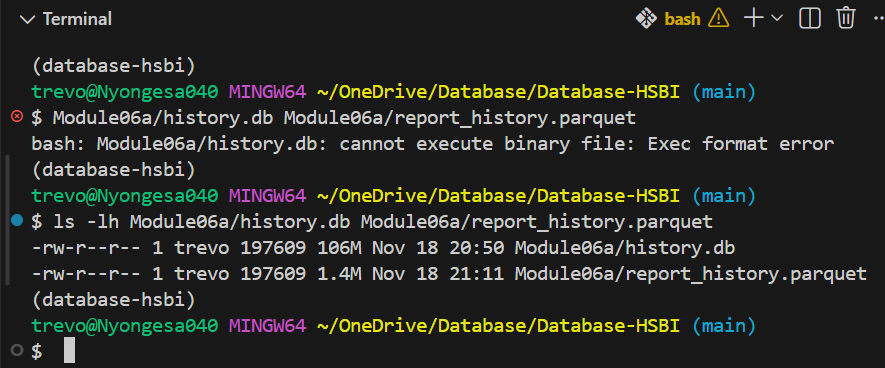 Terminal
bash
(database-hsbi)
trevo@Nyongesa040 MINGW64 ~/OneDrive/Database/Database-HSBI (main)
$ Module06a/history.db Module06a/report_history.parquet
bash: Module06a/history.db: cannot execute binary file: Exec format error
(database-hsbi)
trevo@Nyongesa040 MINGW64 ~/OneDrive/Database/Database-HSBI (main)
$ ls -lh Module06a/history.db Module06a/report_history.parquet
-rw-r--r-- 1 trevo 197609 106M Nov 18 20:50 Module06a/history.db
-rw-r--r-- 1 trevo 197609 1.4M Nov 18 21:11 Module06a/report_history.parquet
(database-hsbi)
trevo@Nyongesa040 MINGW64 ~/OneDrive/Database/Database-HSBI (main)
$